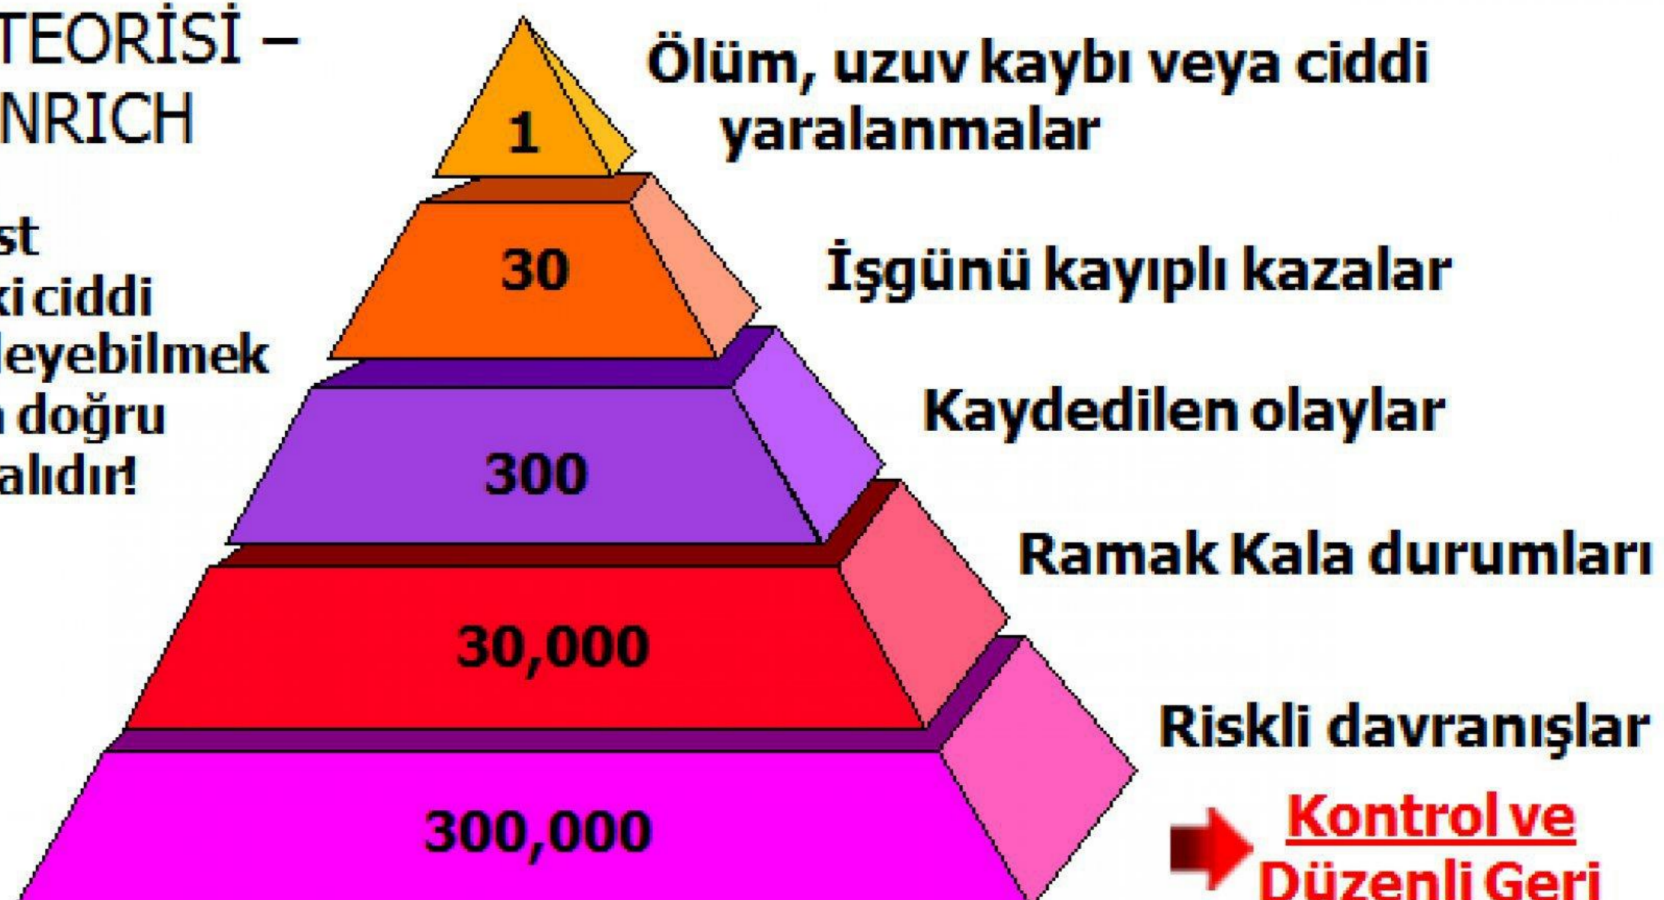 TEORİSİ –
NRICH
st
ki ciddi
leyebilmek
doğru
alıdır!
1
Ölüm, uzuv kaybı veya ciddi
yaralanmalar
30
İşgünü kayıplı kazalar
300
Kaydedilen olaylar
30,000
Ramak Kala durumları
300,000
Riskli davranışlar
Kontrol ve
Düzenli Geri